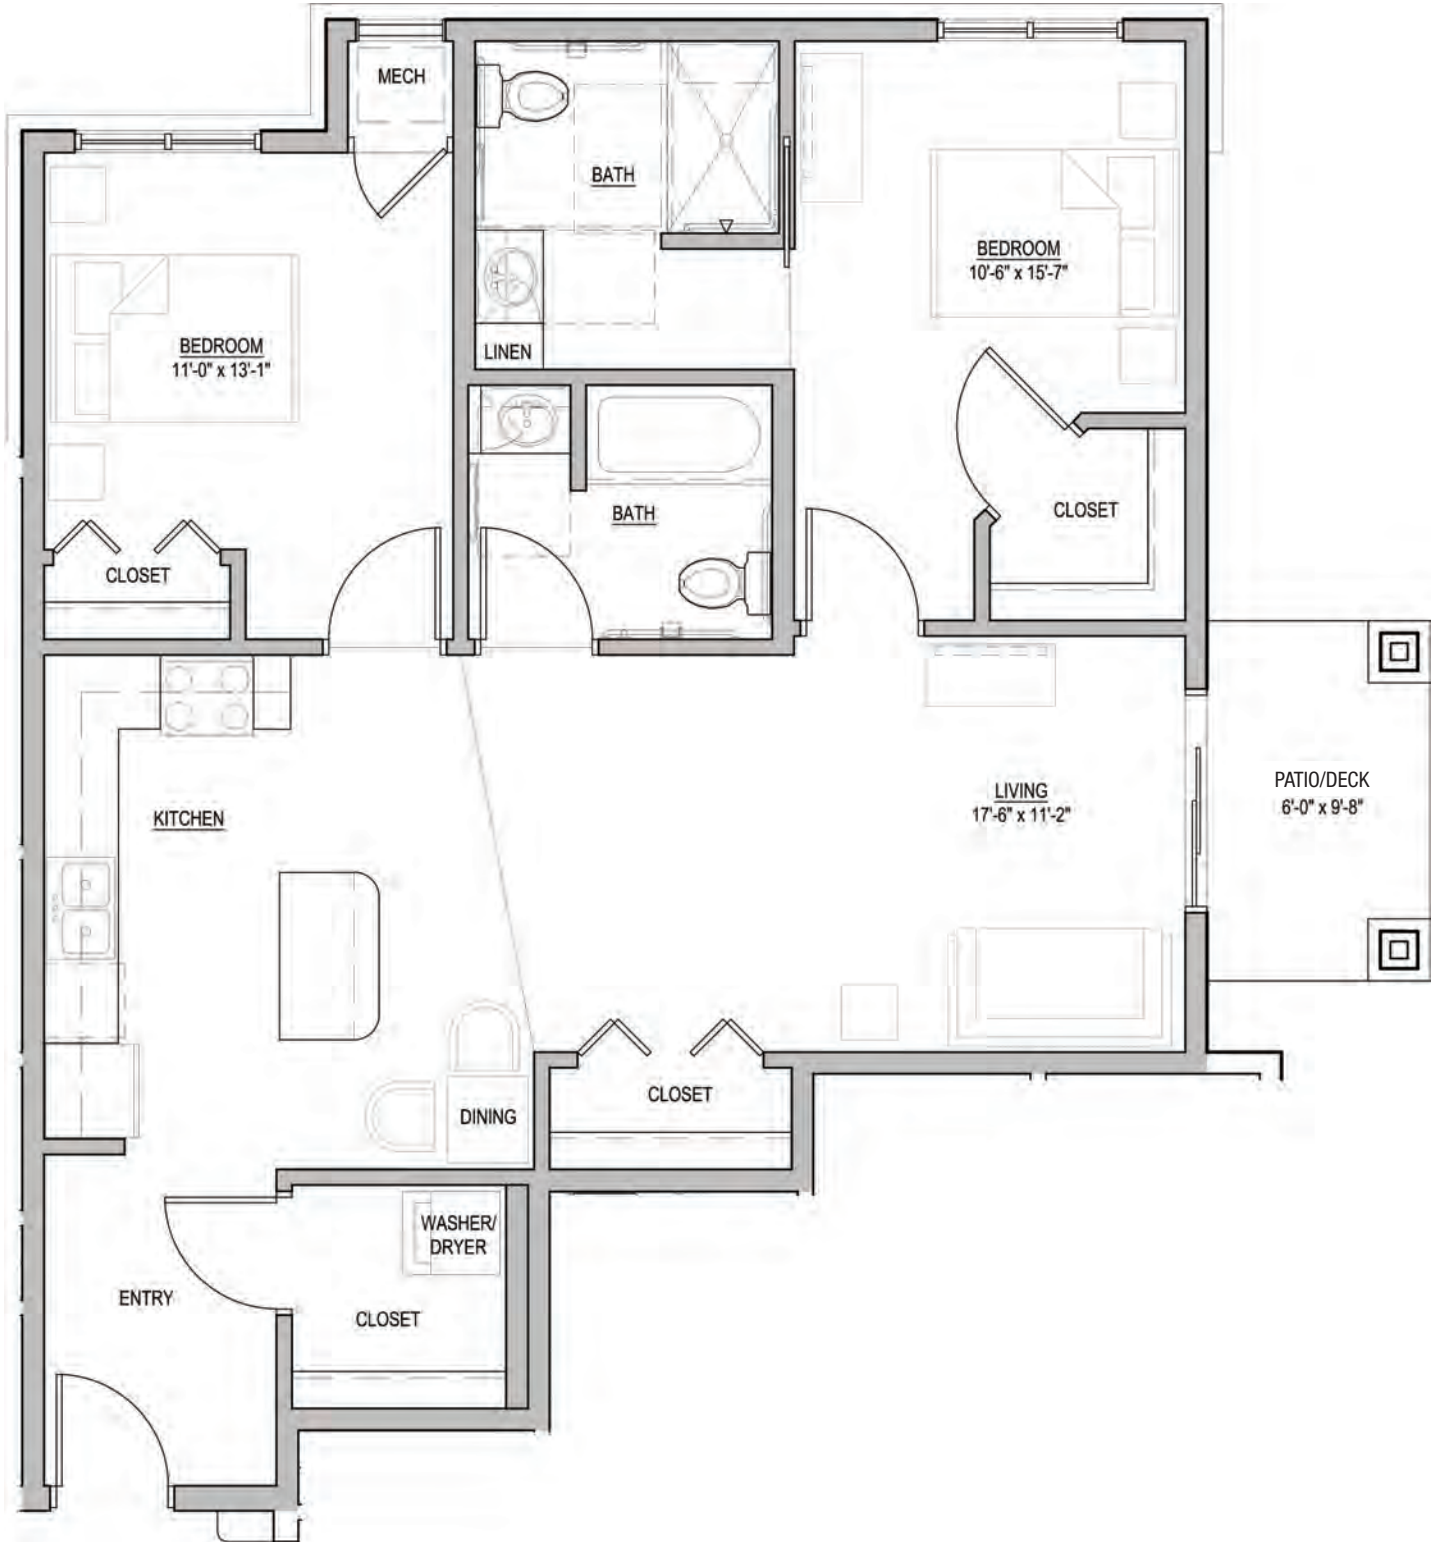 MECH
BATH
BEDROOM
10'-6" x 15'-7"
BEDROOM
11'-0" x 13'-1"
LINEN
BATH
CLOSET
CLOSET
KITCHEN
LIVING
17'-6" x 11'-2"
PATIO/DECK
6'-0" x 9'-8"
CLOSET
DINING
WASHER/
DRYER
ENTRY
CLOSET